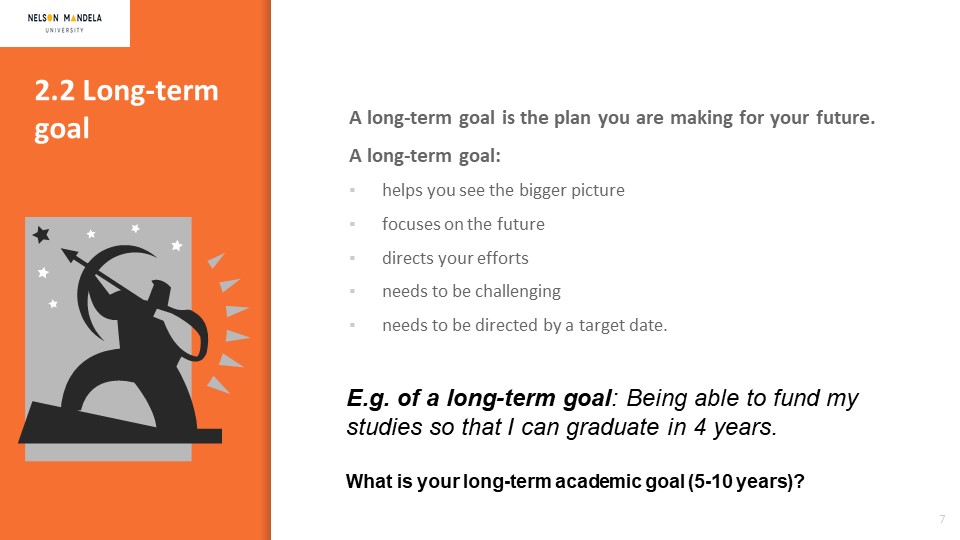 NELSON MANDELA
UNIVERSITY
2.2 Long-term
goal
A long-term goal is the plan you are making for your future.
A long-term goal:
▪ helps you see the bigger picture
▪ focuses on the future
▪ directs your efforts
▪ needs to be challenging
▪ needs to be directed by a target date.
E.g. of a long-term goal: Being able to fund my
studies so that I can graduate in 4 years.
What is your long-term academic goal (5-10 years)?
7